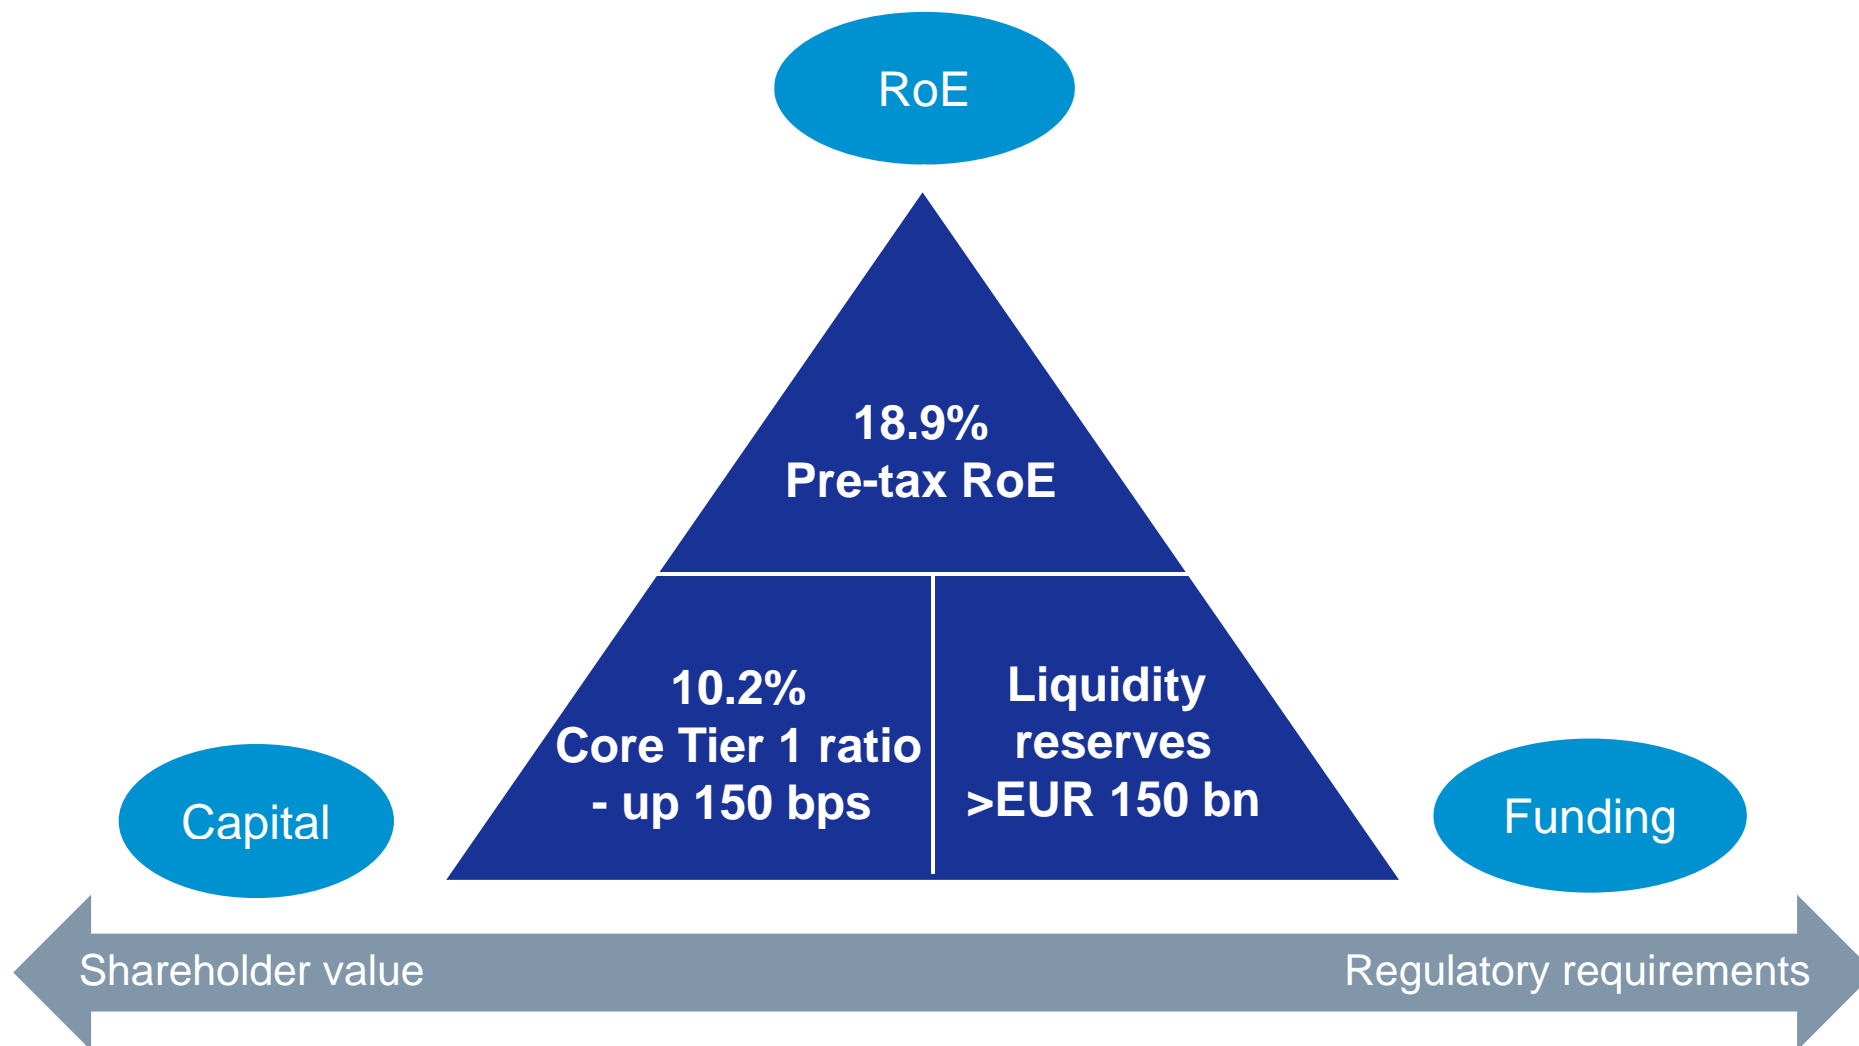 RoE
18.9%
Pre-tax RoE
10.2%
Core Tier 1 ratio
- up 150 bps
Liquidity
reserves
>EUR 150 bn
Capital
Funding
Shareholder value
Regulatory requirements